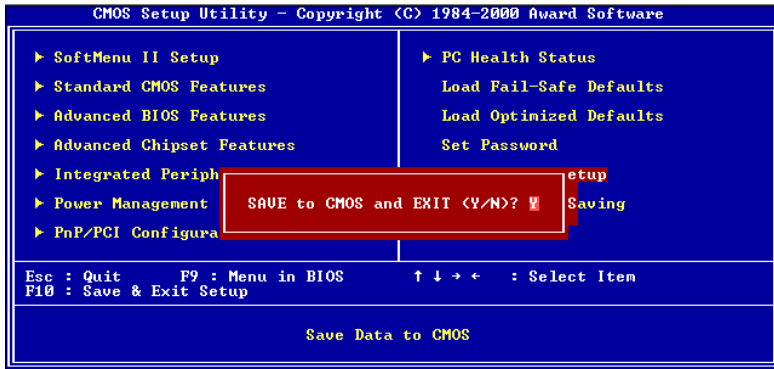 CMOS Setup Utility - Copyright (C) 1984-2000 Award Software
SoftMenu II Setup
Standard CMOS Features
Advanced BIOS Features
Advanced Chipset Features
Integrated Periph
Power Management
PnP/PCI Configura
PC Health Status
Load Fail-Safe Defaults
Load Optimized Defaults
Set Password
etup
Saving
SAVE to CMOS and EXIT (Y/N)? Y
Esc : Quit F9 : Menu in BIOS ↑ ↓ → ← : Select Item
F10 : Save & Exit Setup
Save Data to CMOS